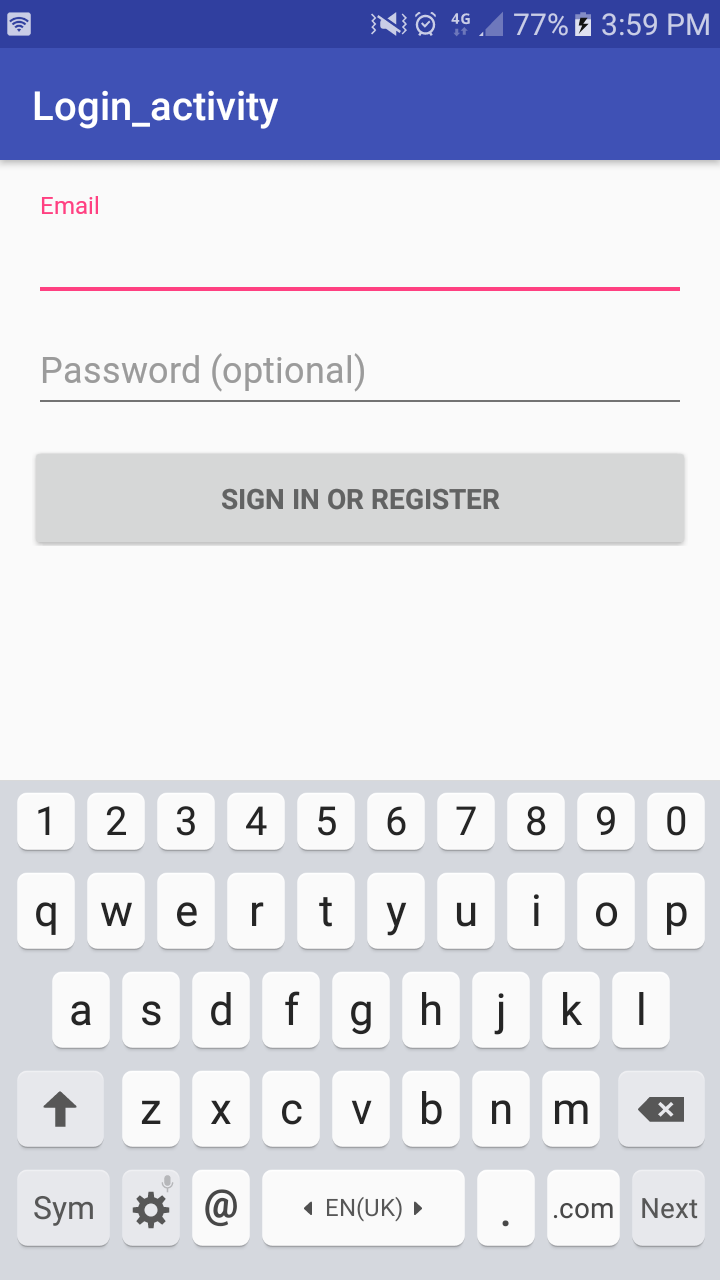 4G 77% 3:59 PM
Login_activity
Email
Password (optional)
SIGN IN OR REGISTER
1 2 3 4 5 6 7 8 9 0
q w e r t y u i o p
a s d f g h j k l
z x c v b n m
Sym @ EN(UK) . .com Next